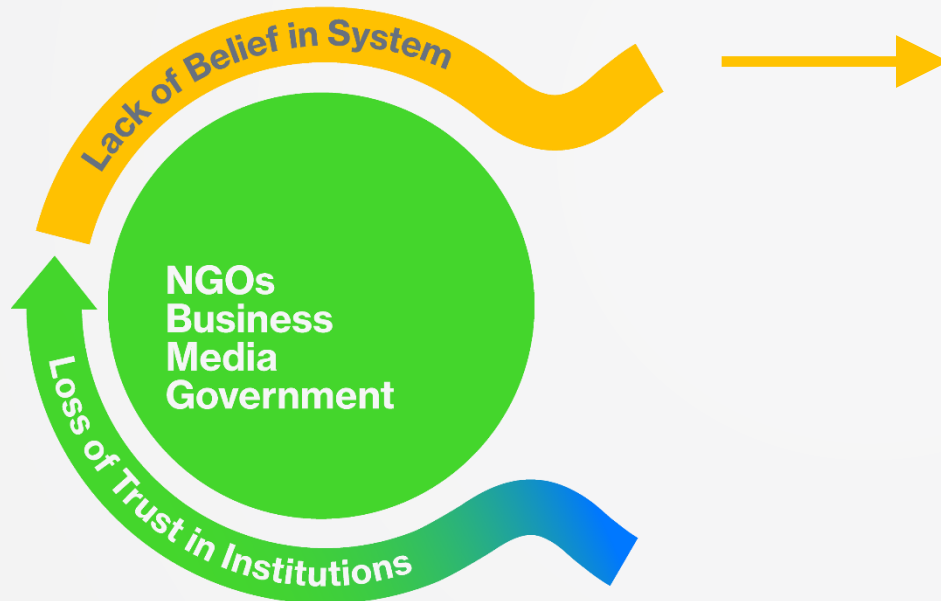 Lack of Belief in System
NGOs
Business
Media
Government
Loss of Trust in Institutions